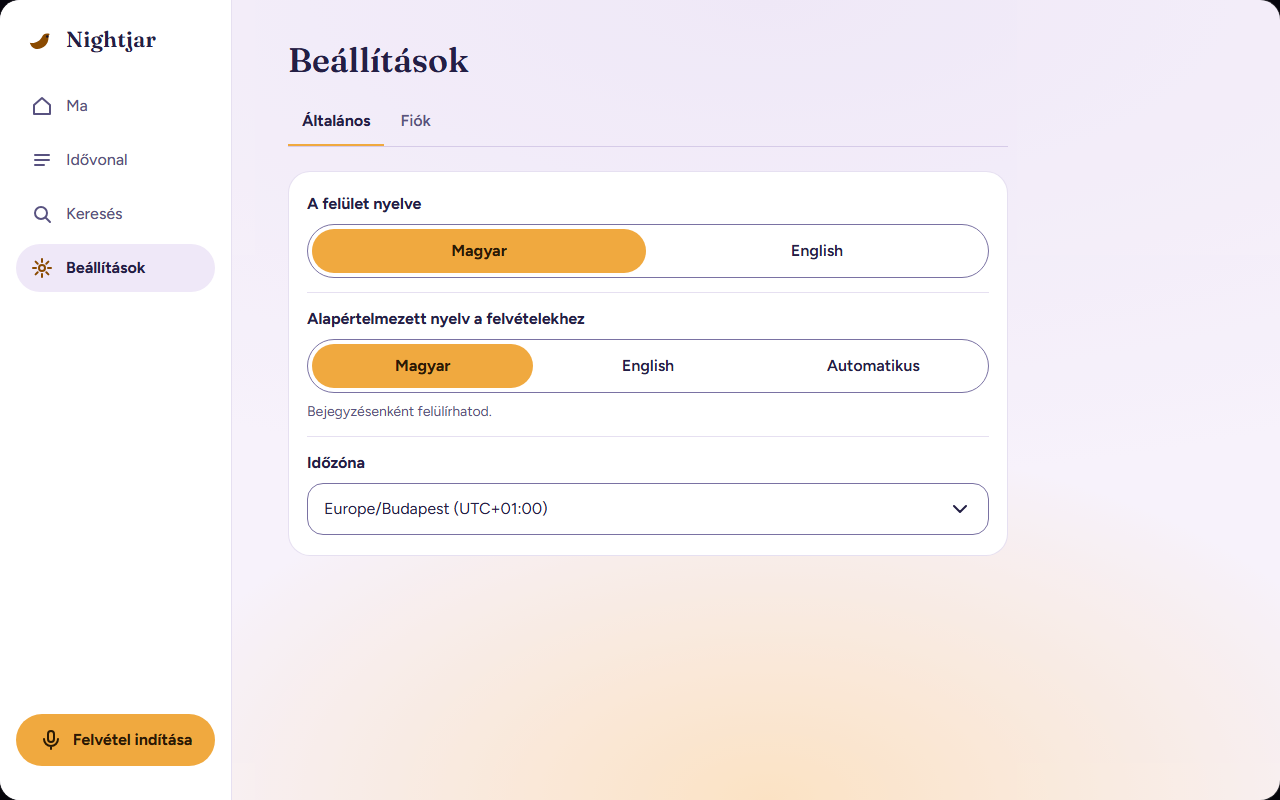 Nightjar
Ma
Idővonal
Keresés
Beállítások
Felvétel indítása
Beállítások
Általános
Fiók
A felület nyelve
Magyar
English
Alapértelmezett nyelv a felvételekhez
Magyar
English
Automatikus
Bejegyzésenként felülírhatod.
Időzóna
Europe/Budapest (UTC+01:00)